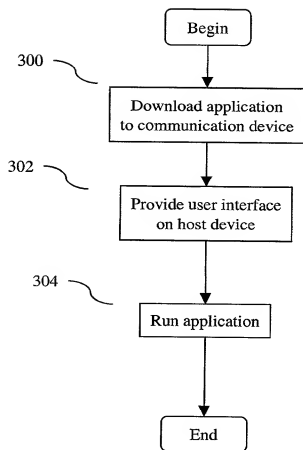 Begin
300
Download application
to communication device
302
Provide user interface
on host device
304
Run application
End